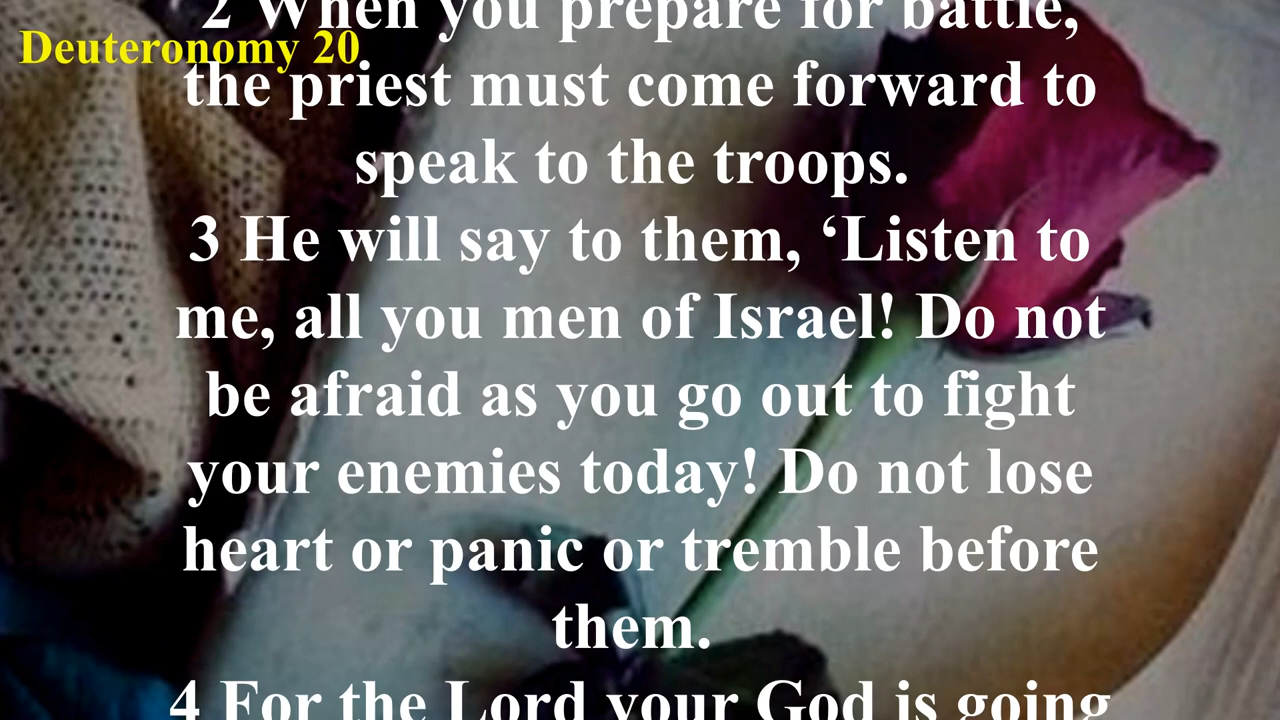 2 When you prepare for battle,
Deuteronomy 20
the priest must come forward to
speak to the troops.
3 He will say to them, ‘Listen to
me, all you men of Israel! Do not
be afraid as you go out to fight
your enemies today! Do not lose
heart or panic or tremble before
them.
4 For the Lord your God is going